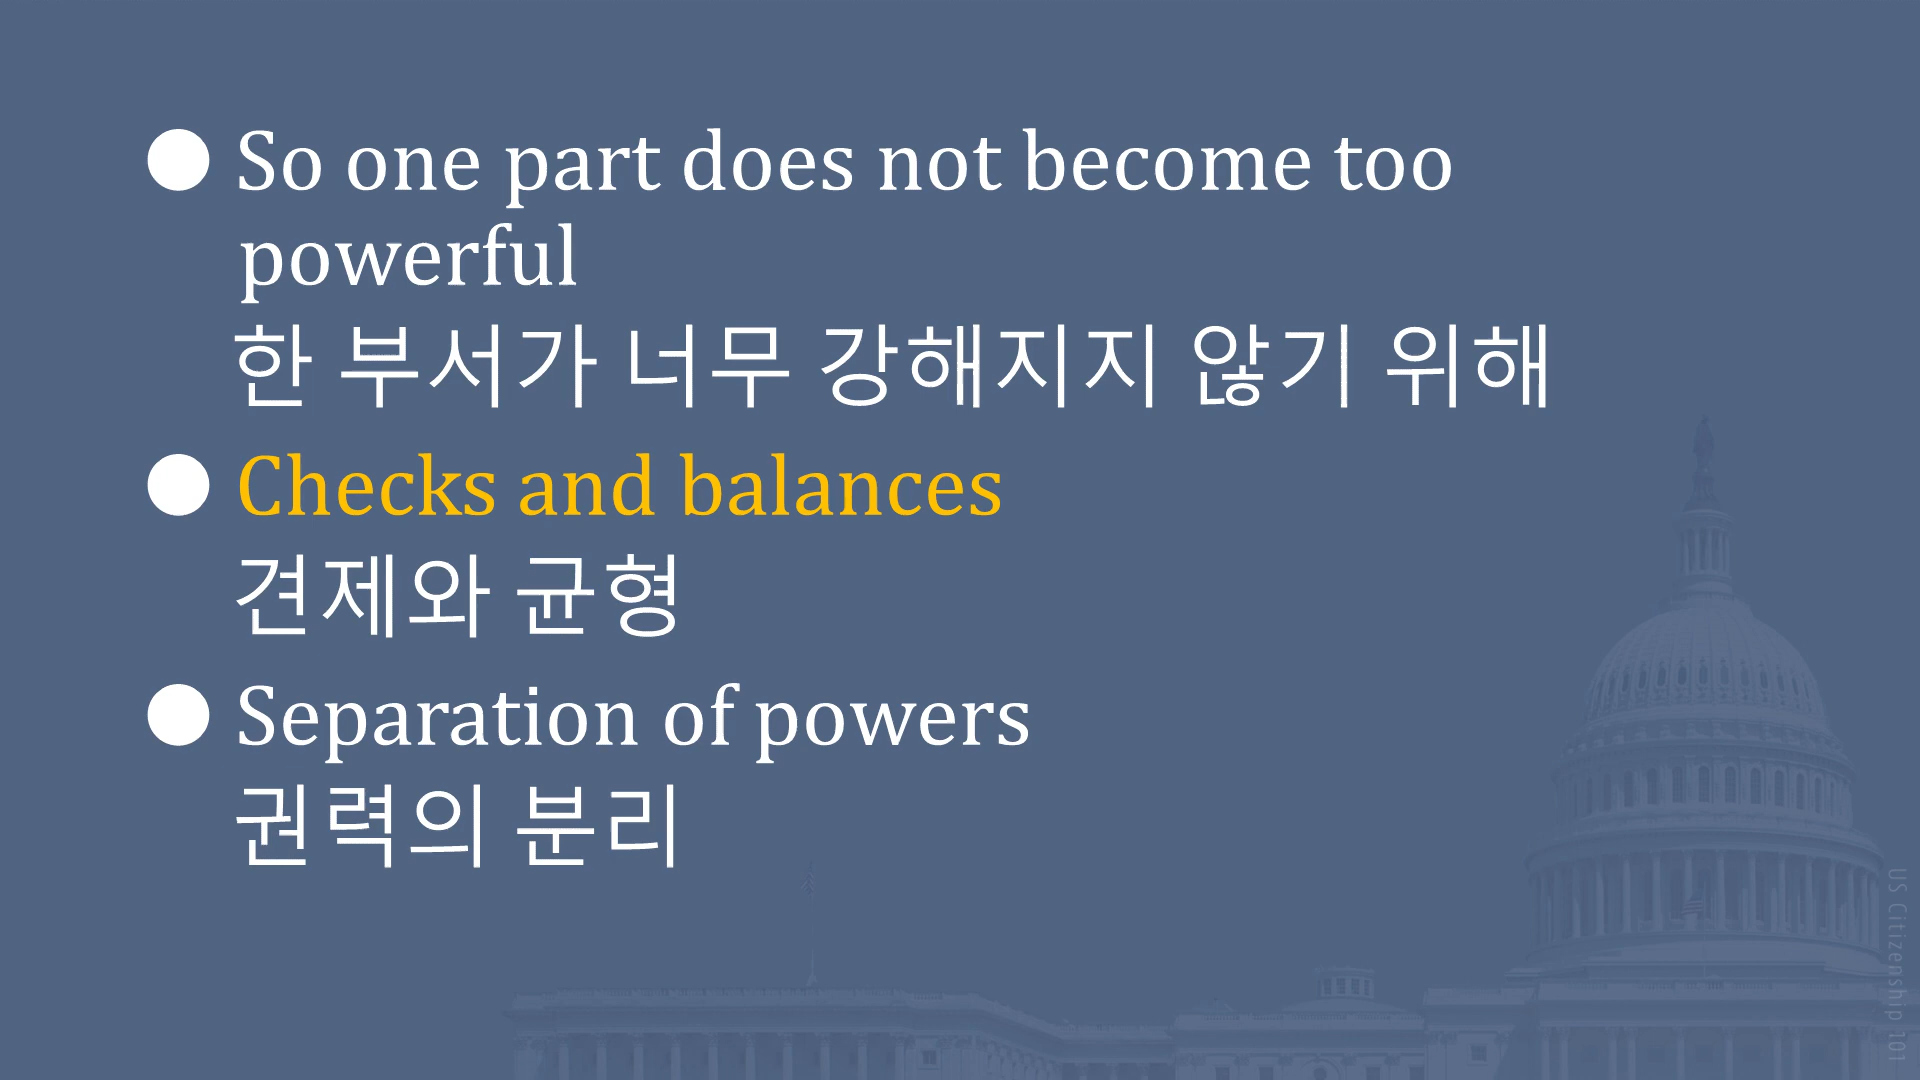 ● So one part does not become too
powerful
한 부서가 너무 강해지지 않기 위해
● Checks and balances
견제와 균형
● Separation of powers
권력의 분리
US Citizenship 101